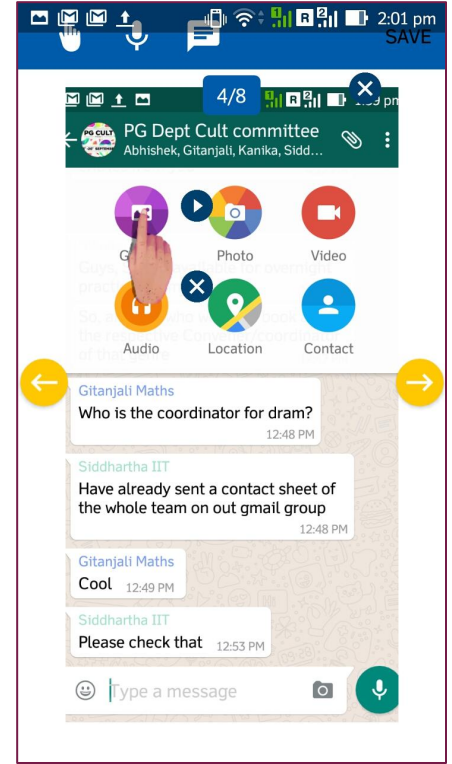 R 2:01 pm
SAVE
4/8
R pm
PG CULT
PG Dept Cult committee
Abhishek, Gitanjali, Kanika, Sidd...
Photo Video
Audio Location Contact
Gitanjali Maths
Who is the coordinator for dram?
12:48 PM
Siddhartha IIT
Have already sent a contact sheet of
the whole team on out gmail group
12:48 PM
Gitanjali Maths
Cool 12:49 PM
Siddhartha IIT
Please check that 12:53 PM
Type a message